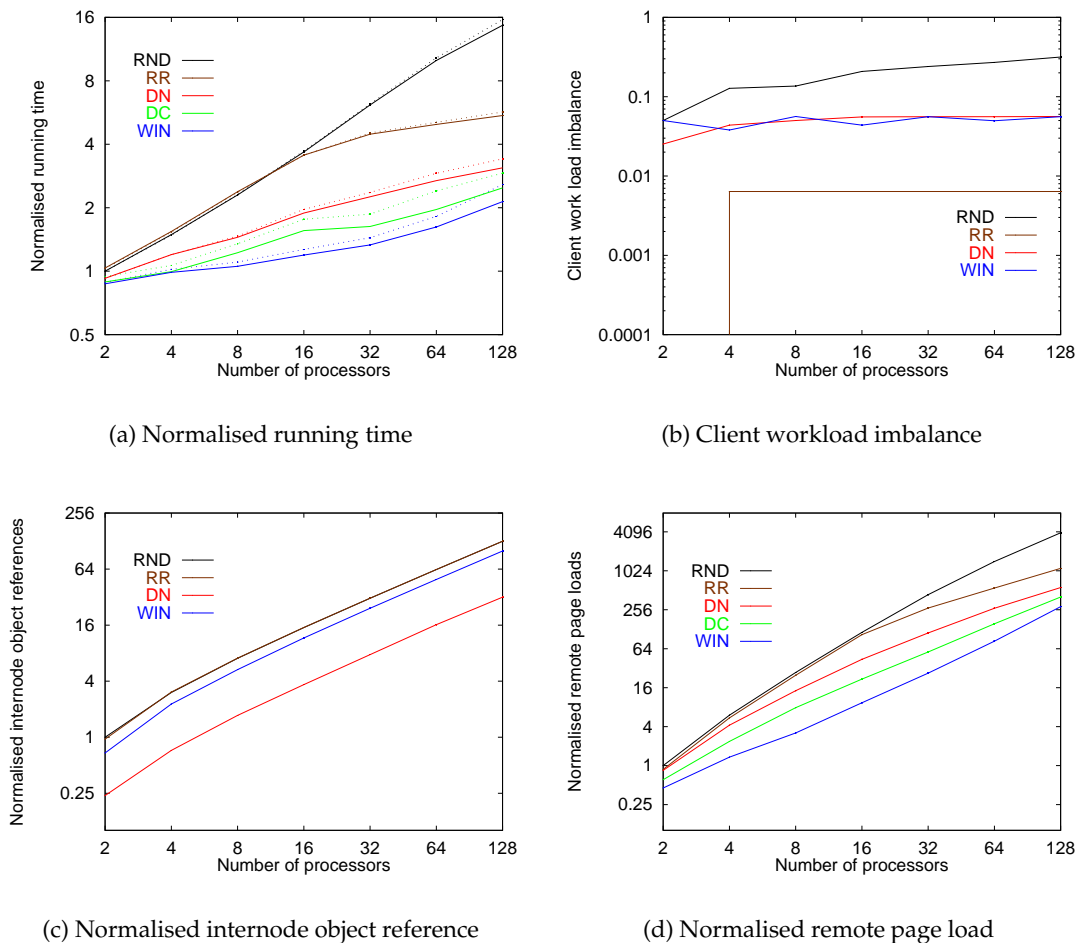 Normalised running time
16
8
4
2
1
0.5
RND
RR
DN
DC
WIN
2 4 8 16 32 64 128
Number of processors
(a) Normalised running time
Client work load imbalance
1
0.1
0.01
0.001
0.0001
RND
RR
DN
WIN
2 4 8 16 32 64 128
Number of processors
(b) Client workload imbalance
Normalised internode object references
256
64
16
4
1
0.25
RND
RR
DN
WIN
2 4 8 16 32 64 128
Number of processors
(c) Normalised internode object reference
Normalised remote page loads
4096
1024
256
64
16
4
1
0.25
RND
RR
DN
DC
WIN
2 4 8 16 32 64 128
Number of processors
(d) Normalised remote page load